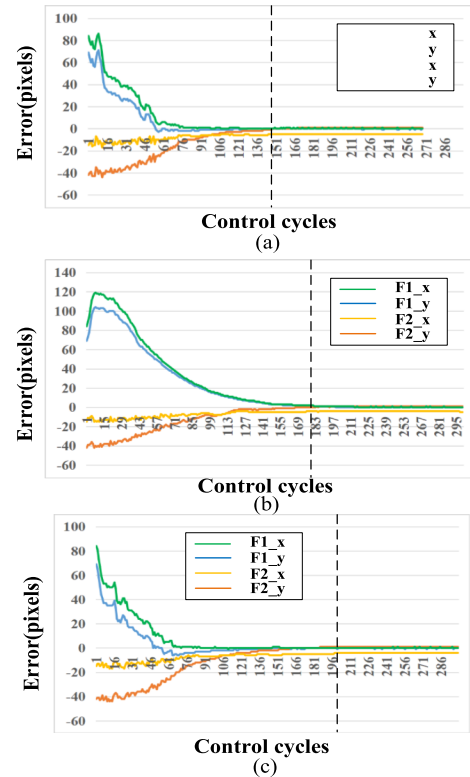 100
80
60
40
20
0
-20
-40
-60
Error(pixels)
x
y
x
y
1 16 31 46 61 76 91 106 121 136 151 166 181 196 211 226 241 256 271 286
Control cycles
(a)
140
120
100
80
60
40
20
0
-20
-40
-60
Error(pixels)
F1_x
F1_y
F2_x
F2_y
1 15 29 43 57 71 85 99 113 127 141 155 169 183 197 211 225 239 253 267 281 295
Control cycles
(b)
100
80
60
40
20
0
-20
-40
-60
Error(pixels)
F1_x
F1_y
F2_x
F2_y
1 16 31 46 61 76 91 106 121 136 151 166 181 196 211 226 241 256 271 286
Control cycles
(c)